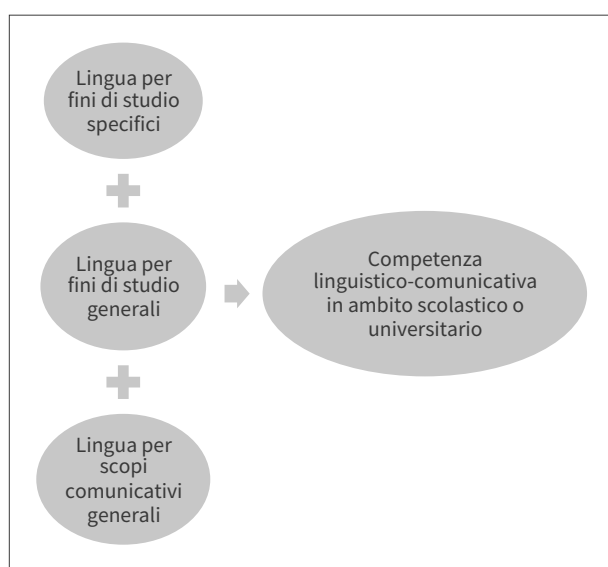 Lingua per
fini di studio
specifici
Lingua per
fini di studio
generali
Competenza
linguistico-comunicativa
in ambito scolastico o
universitario
Lingua per
scopi
comunicativi
generali